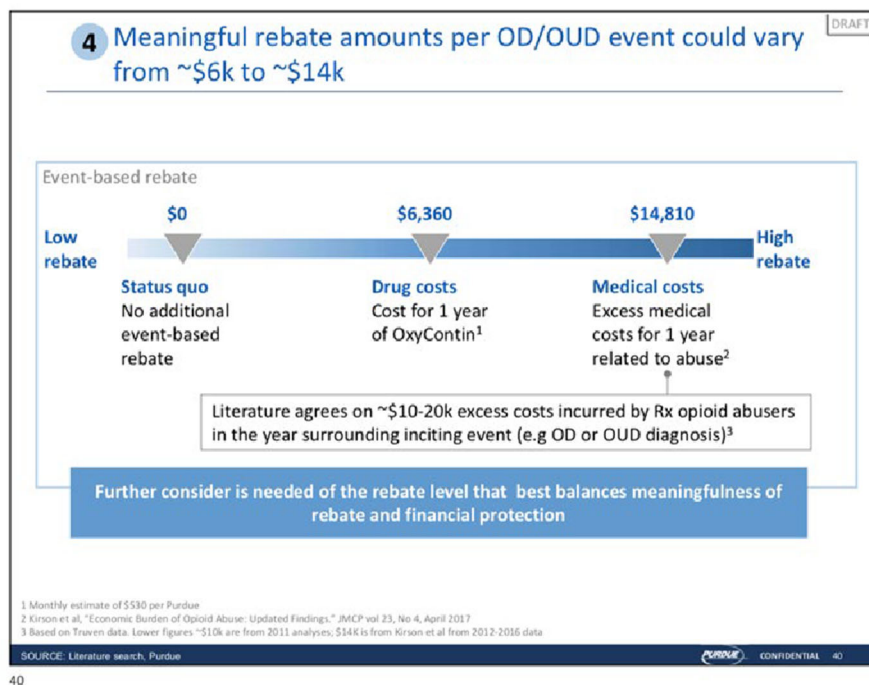 DRAFT
4 Meaningful rebate amounts per OD/OUD event could vary
from ~$6k to ~$14k
Event-based rebate
$0
$6,360
$14,810
Low
rebate
High
rebate
Status quo
No additional
event-based
rebate
Drug costs
Cost for 1 year
of OxyContin1
Medical costs
Excess medical
costs for 1 year
related to abuse2
Literature agrees on ~$10-20k excess costs incurred by Rx opioid abusers
in the year surrounding inciting event (e.g OD or OUD diagnosis)3
Further consider is needed of the rebate level that best balances meaningfulness of
rebate and financial protection
1 Monthly estimate of $530 per Purdue
2 Kirson et al, "Economic Burden of Opioid Abuse: Updated Findings." JMCP vol 23, No 4, April 2017
3 Based on Truven data. Lower figures ~$10k are from 2011 analyses; $14K is from Kirson et al from 2012-2016 data
SOURCE: Literature search, Purdue
PURDUE CONFIDENTIAL 40
40